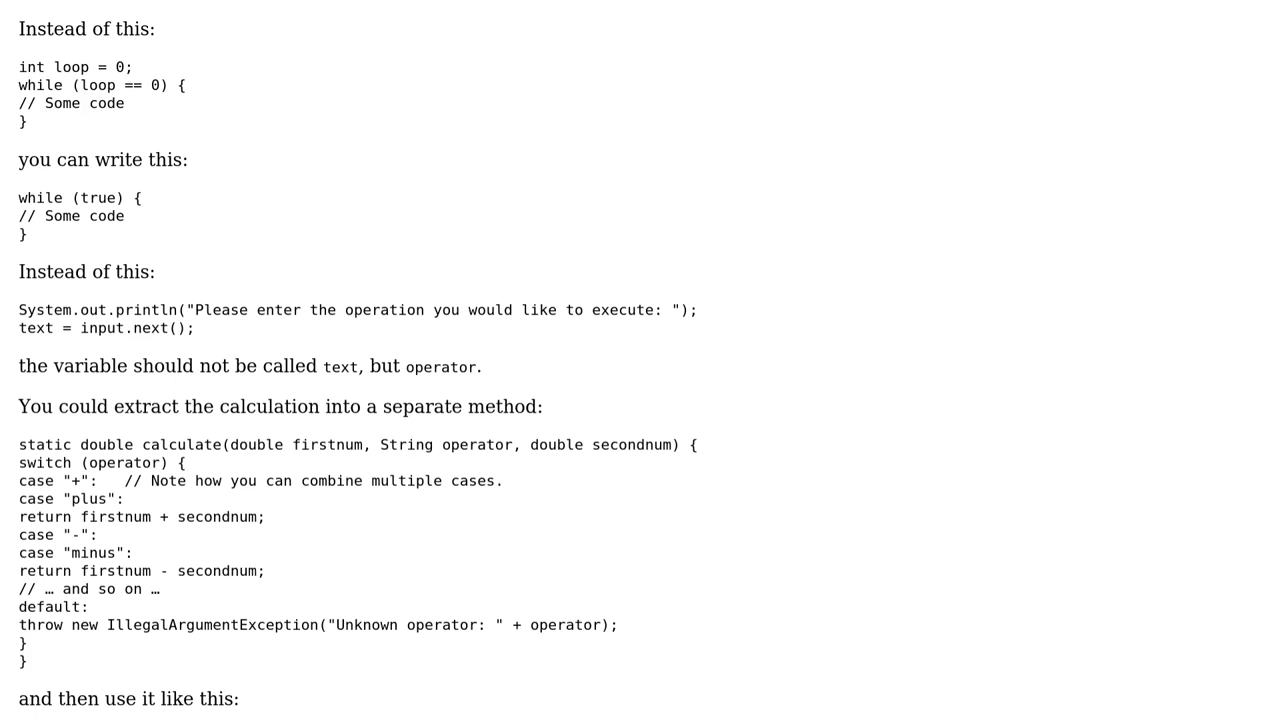 Instead of this:
int loop = 0;
while (loop == 0) {
// Some code
}
you can write this:
while (true) {
// Some code
}
Instead of this:
System.out.println("Please enter the operation you would like to execute: ");
text = input.next();
the variable should not be called text, but operator.
You could extract the calculation into a separate method:
static double calculate(double firstnum, String operator, double secondnum) {
switch (operator) {
case "+":   // Note how you can combine multiple cases.
case "plus":
return firstnum + secondnum;
case "-":
case "minus":
return firstnum - secondnum;
// … and so on …
default:
throw new IllegalArgumentException("Unknown operator: " + operator);
}
}
and then use it like this: